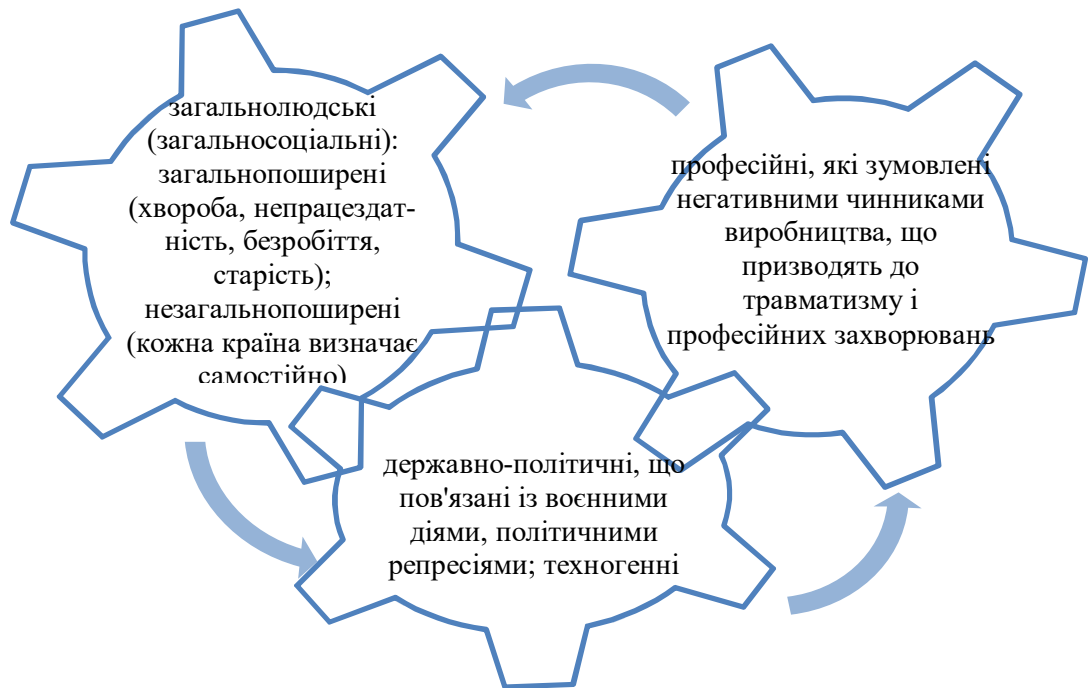 загальнолюдські
(загальносоціальні):
загальнопоширені
(хвороба, непрацездат-
ність, безробіття,
старість);
незагальнопоширені
(кожна країна визначає
самостійно)
професійні, які зумовлені
негативними чинниками
виробництва, що
призводять до
травматизму і
професійних захворювань
державно-політичні, що
пов'язані із воєнними
діями, політичними
репресіями; техногенні